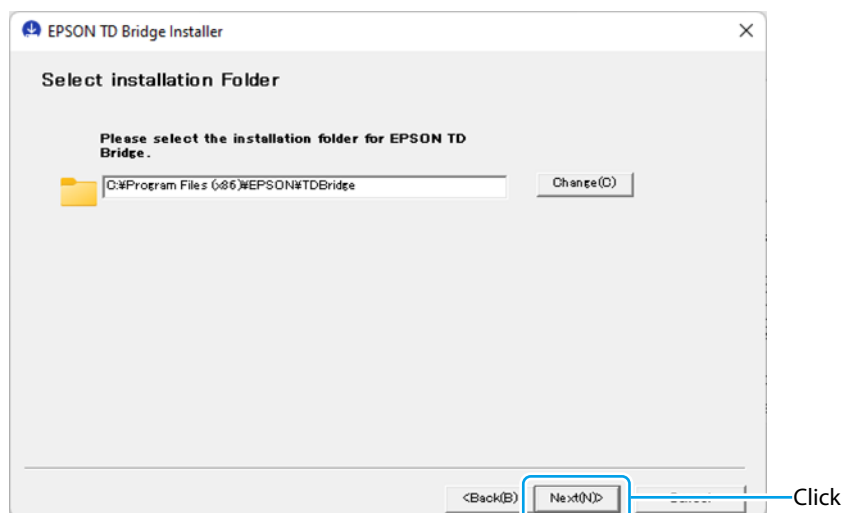 EPSON TD Bridge Installer
Select installation Folder
Please select the installation folder for EPSON TD
Bridge.
C:¥Program Files (x86)¥EPSON¥TDBridge
Change(C)
<Back(B)
Next(N)>
Click